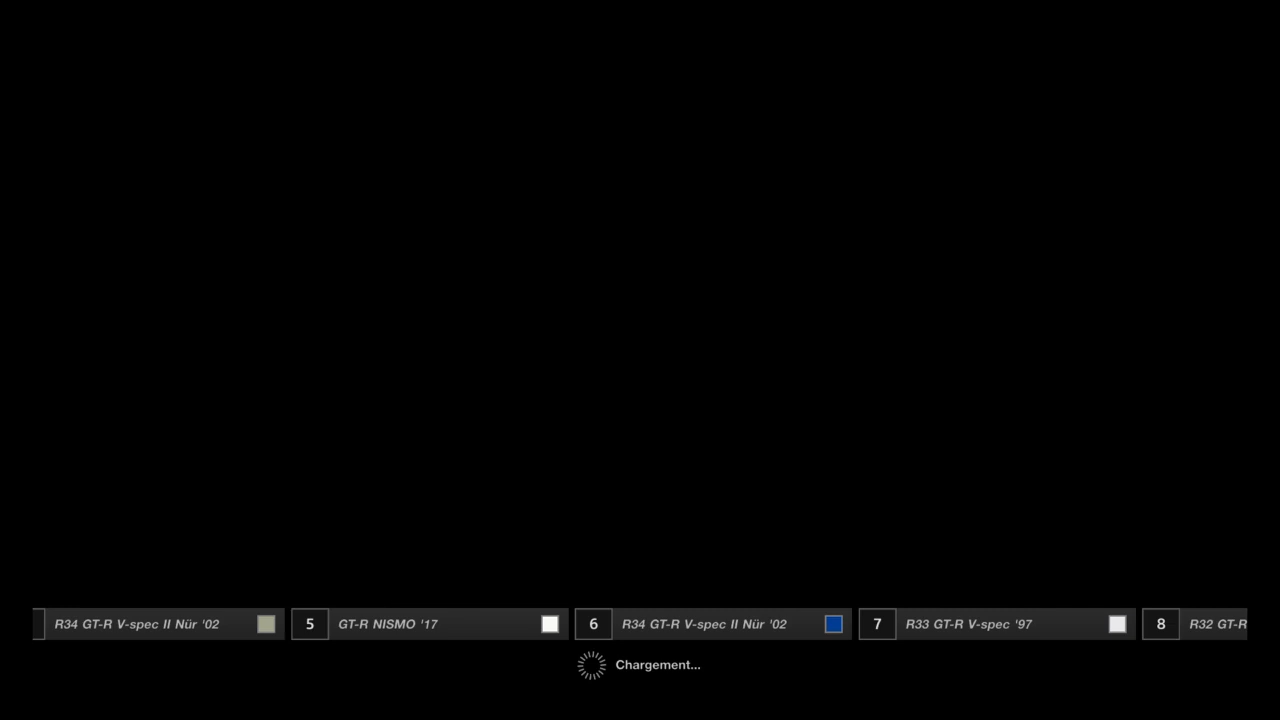 R34 GT-R V-spec II Nür '02 5 GT-R NISMO '17 6 R34 GT-R V-spec II Nür '02 7 R33 GT-R V-spec '97 8 R32 GT-R
Chargement...